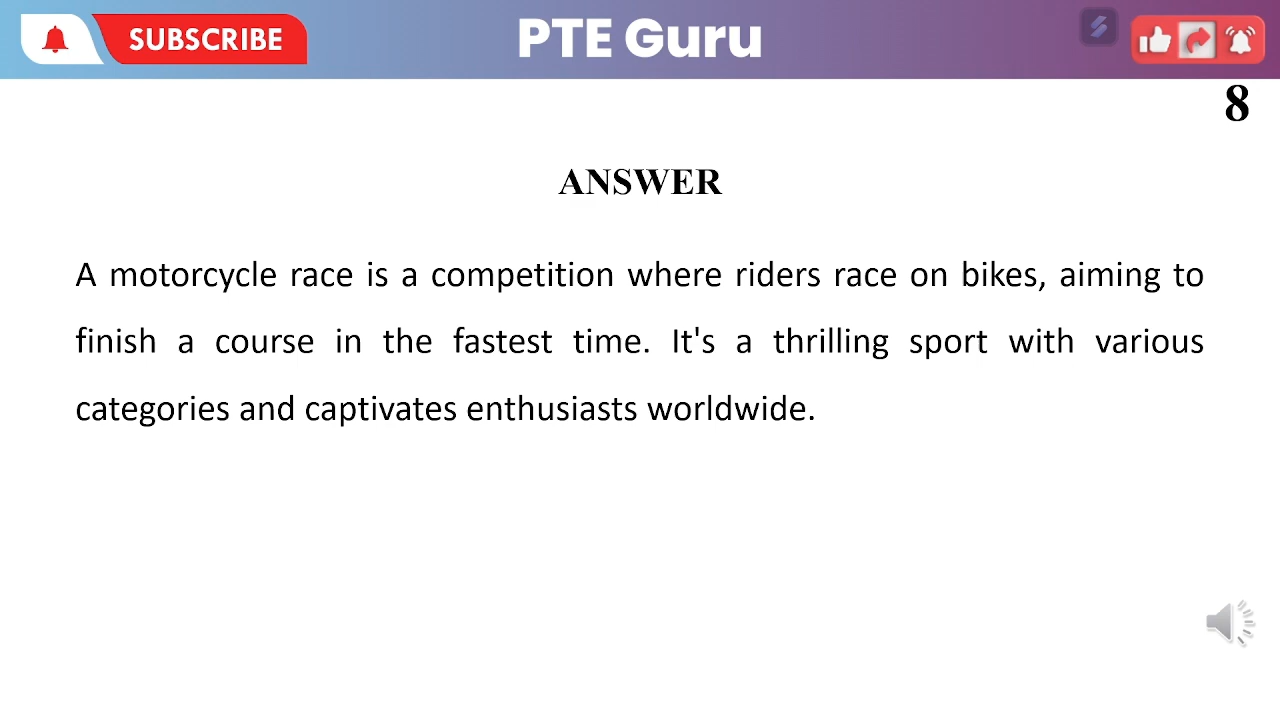 SUBSCRIBE
PTE Guru
8
ANSWER
A motorcycle race is a competition where riders race on bikes, aiming to
finish a course in the fastest time. It's a thrilling sport with various
categories and captivates enthusiasts worldwide.